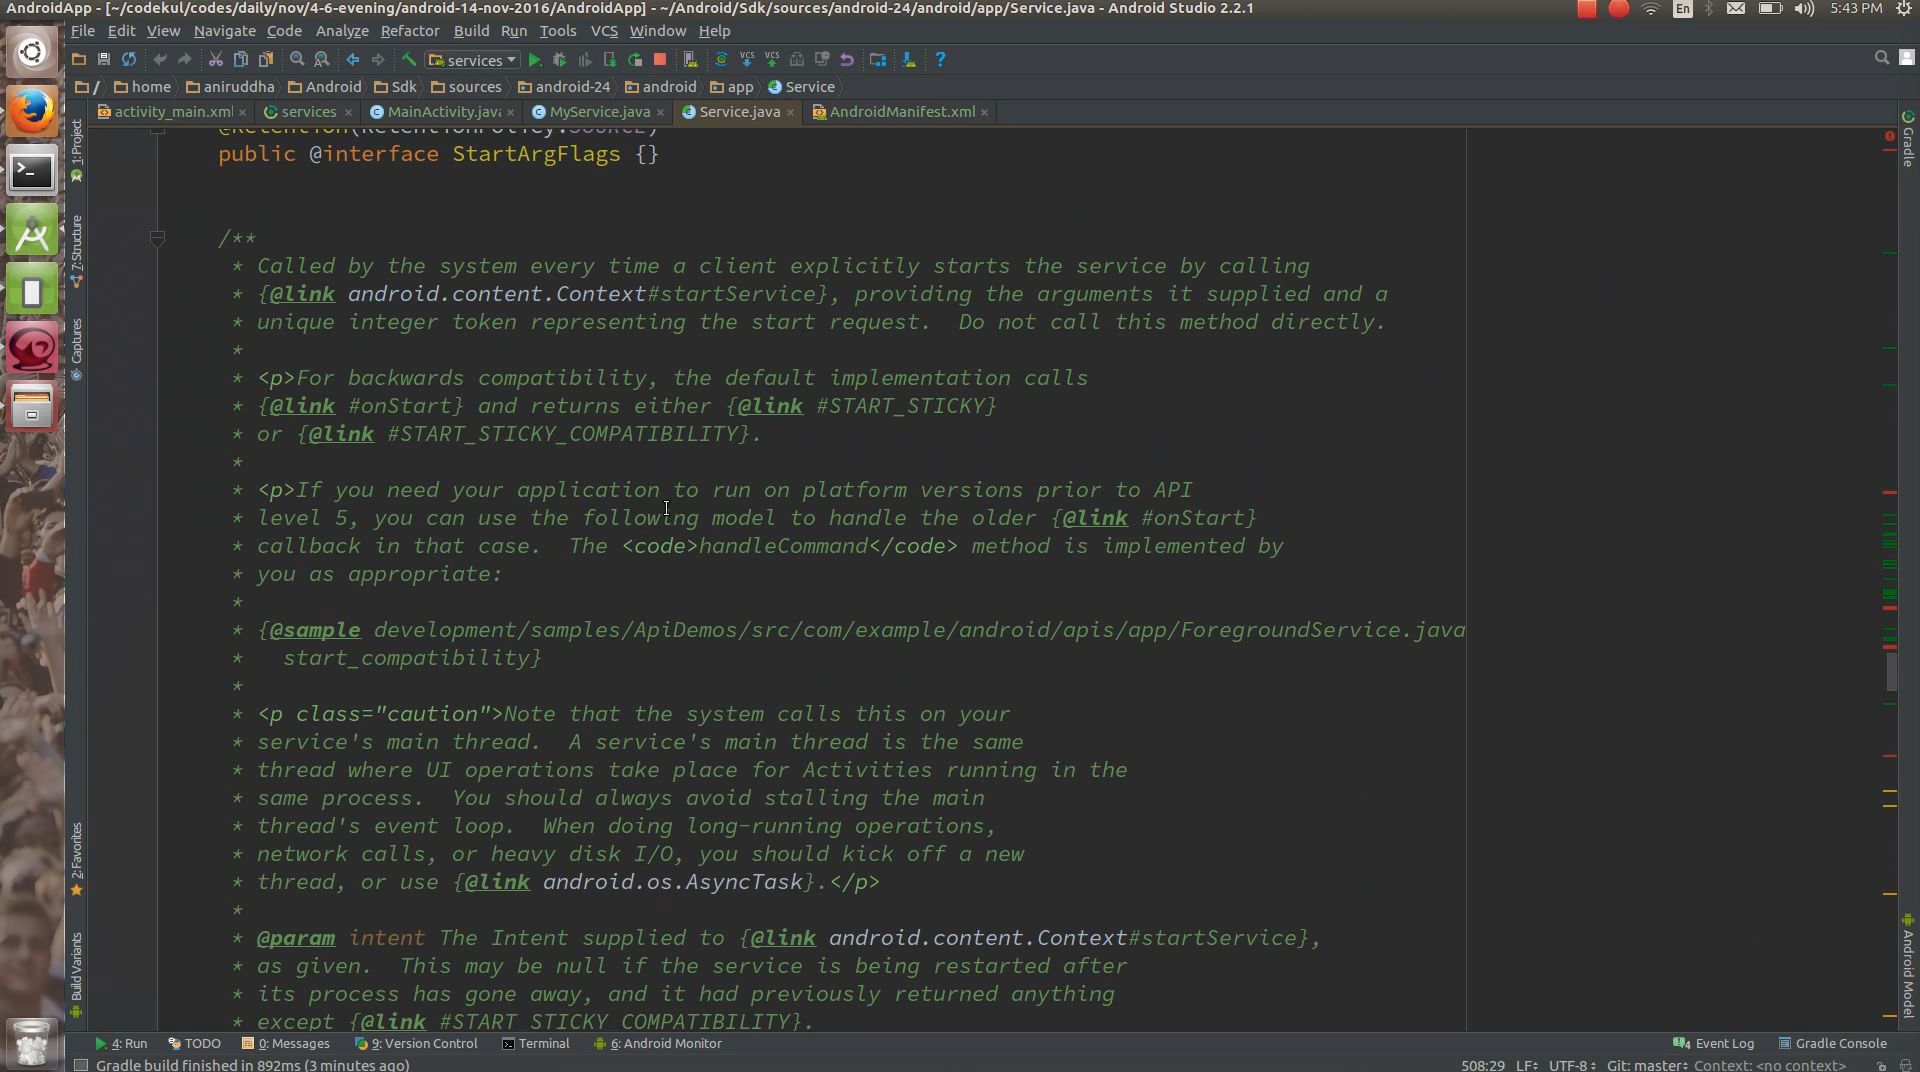 AndroidApp - [~/codekul/codes/daily/nov/4-6-evening/android-14-nov-2016/AndroidApp] - ~/Android/Sdk/sources/android-24/android/app/Service.java - Android Studio 2.2.1
En
5:43 PM
File Edit View Navigate Code Analyze Refactor Build Run Tools VCS Window Help
services
/ home aniruddha Android Sdk sources android-24 android app Service
activity_main.xml services MainActivity.java MyService.java Service.java AndroidManifest.xml
1: Project
7: Structure
Captures
2: Favorites
Build Variants
Gradle
Android Model
@Retention(RetentionPolicy.SOURCE)
public @interface StartArgFlags {}
/**
* Called by the system every time a client explicitly starts the service by calling
* {@link android.content.Context#startService}, providing the arguments it supplied and a
* unique integer token representing the start request.  Do not call this method directly.
*
* <p>For backwards compatibility, the default implementation calls
* {@link #onStart} and returns either {@link #START_STICKY}
* or {@link #START_STICKY_COMPATIBILITY}.
*
* <p>If you need your application to run on platform versions prior to API
* level 5, you can use the following model to handle the older {@link #onStart}
* callback in that case.  The <code>handleCommand</code> method is implemented by
* you as appropriate:
*
* {@sample development/samples/ApiDemos/src/com/example/android/apis/app/ForegroundService.java
*   start_compatibility}
*
* <p class="caution">Note that the system calls this on your
* service's main thread.  A service's main thread is the same
* thread where UI operations take place for Activities running in the
* same process.  You should always avoid stalling the main
* thread's event loop.  When doing long-running operations,
* network calls, or heavy disk I/O, you should kick off a new
* thread, or use {@link android.os.AsyncTask}.</p>
*
* @param intent The Intent supplied to {@link android.content.Context#startService},
* as given.  This may be null if the service is being restarted after
* its process has gone away, and it had previously returned anything
* except {@link #START_STICKY_COMPATIBILITY}.
4: Run TODO 0: Messages 9: Version Control Terminal 6: Android Monitor Event Log Gradle Console
Gradle build finished in 892ms (3 minutes ago) 508:29 LF UTF-8 Git: master Context: <no context>